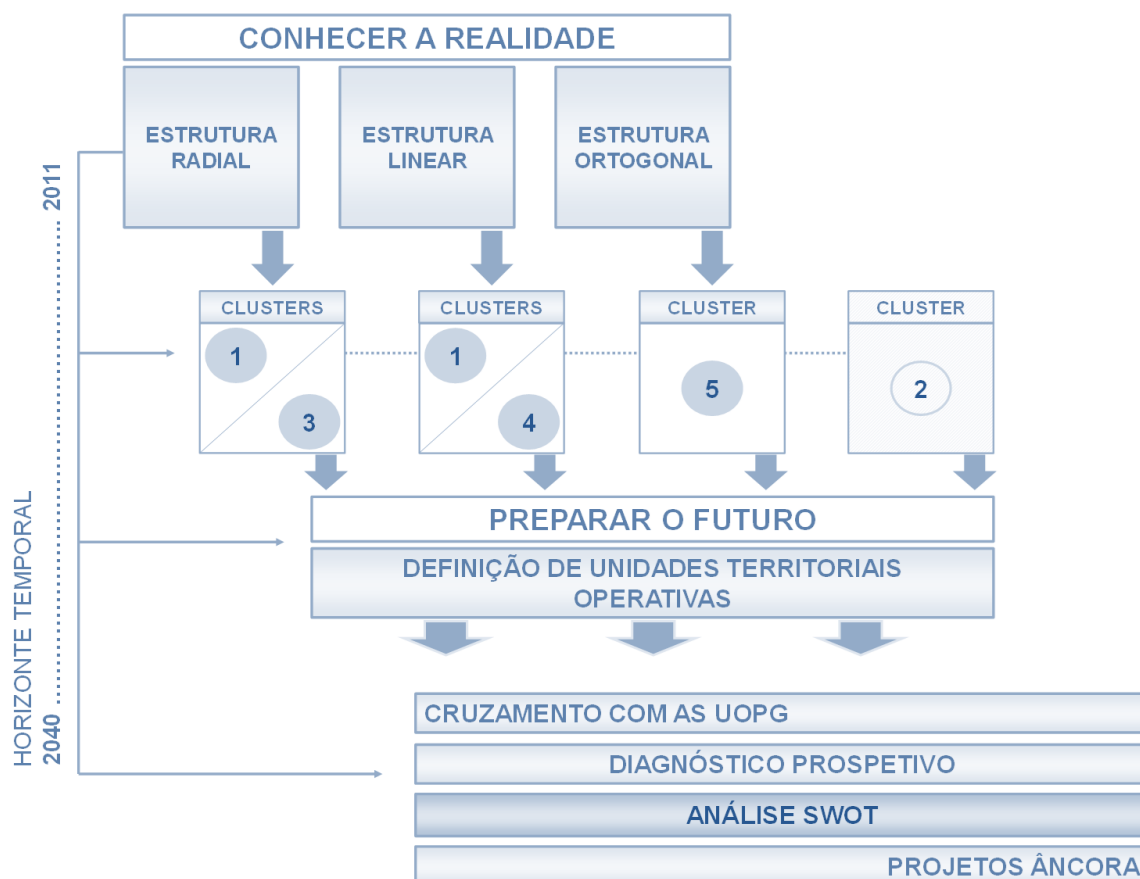 CONHECER A REALIDADE
ESTRUTURA
RADIAL
ESTRUTURA
LINEAR
ESTRUTURA
ORTOGONAL
HORIZONTE TEMPORAL
2011
2040
CLUSTERS
1
3
CLUSTERS
1
4
CLUSTER
5
CLUSTER
2
PREPARAR O FUTURO
DEFINIÇÃO DE UNIDADES TERRITORIAIS
OPERATIVAS
CRUZAMENTO COM AS UOPG
DIAGNÓSTICO PROSPETIVO
ANÁLISE SWOT
PROJETOS ÂNCORA